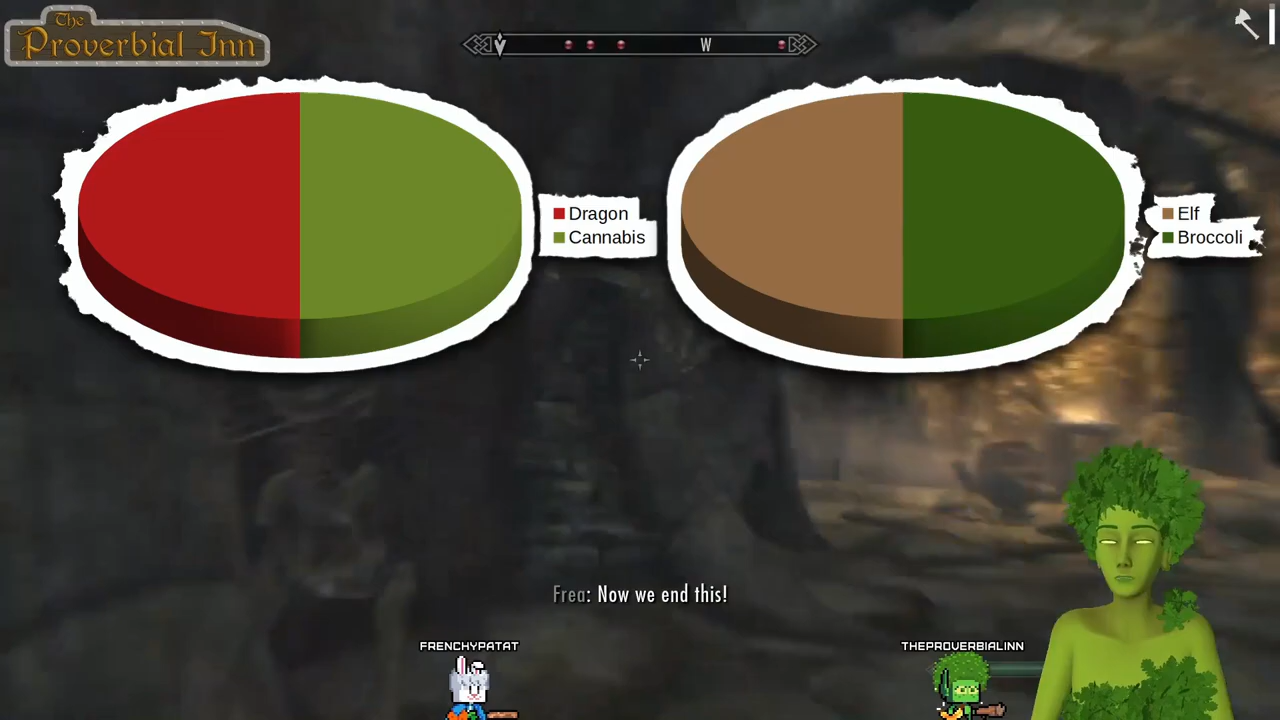 The
Proverbial Inn
W
Dragon
Cannabis
Elf
Broccoli
Frea: Now we end this!
FRENCHYPATAT
THEPROVERBIALINN